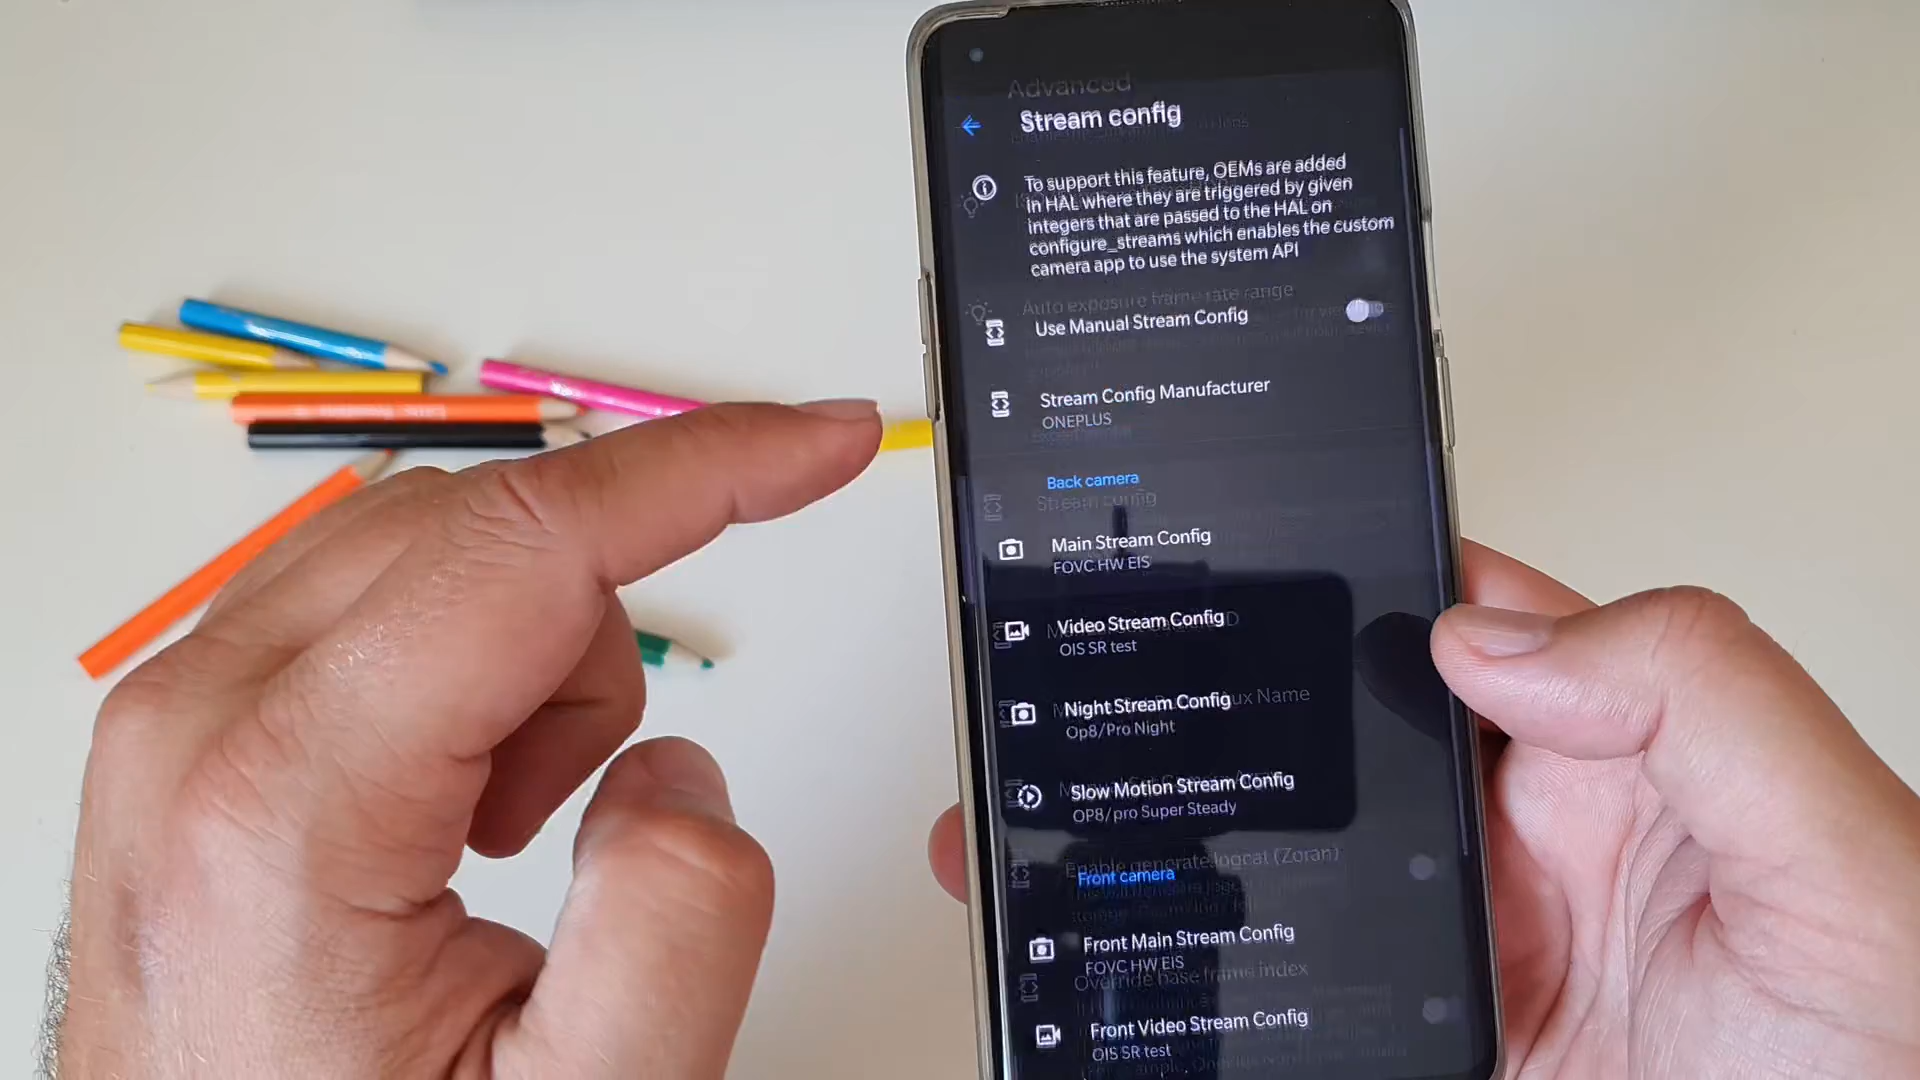 Advanced
Stream config
To support this feature, OEMs are added
in HAL where they are triggered by given
integers that are passed to the HAL on
configure_streams which enables the custom
camera app to use the system API
Auto exposure frame rate range
Use Manual Stream Config
Stream Config Manufacturer
ONEPLUS
Back camera
Stream config
Main Stream Config
FOVC HW EIS
Video Stream Config
OIS SR test
Night Stream Config
Name
Op8/Pro Night
Slow Motion Stream Config
OP8/pro Super Steady
Enable generate logcat (Zoran)
Front camera
Front Main Stream Config
FOVC HW EIS
Override base frame index
Front Video Stream Config
OIS SR test